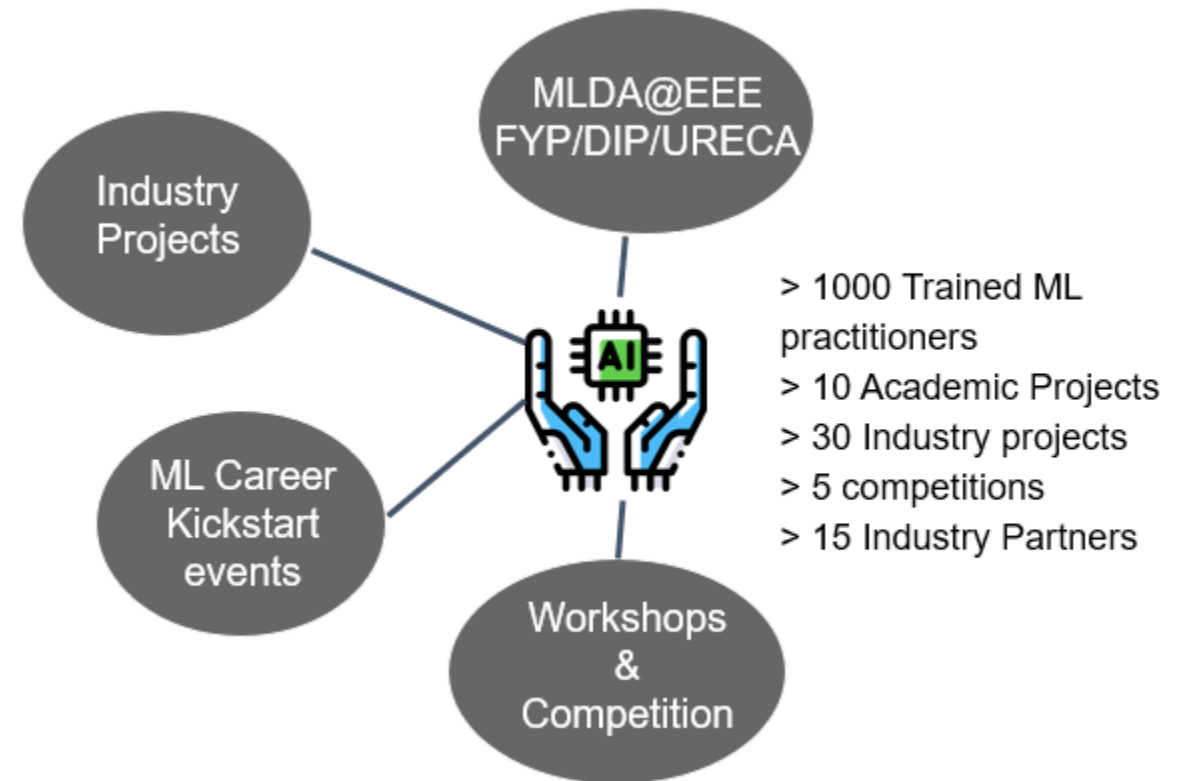 MLDA@EEE
FYP/DIP/URECA
Industry
Projects
AI
> 1000 Trained ML
practitioners
> 10 Academic Projects
> 30 Industry projects
> 5 competitions
> 15 Industry Partners
ML Career
Kickstart
events
Workshops
&
Competition